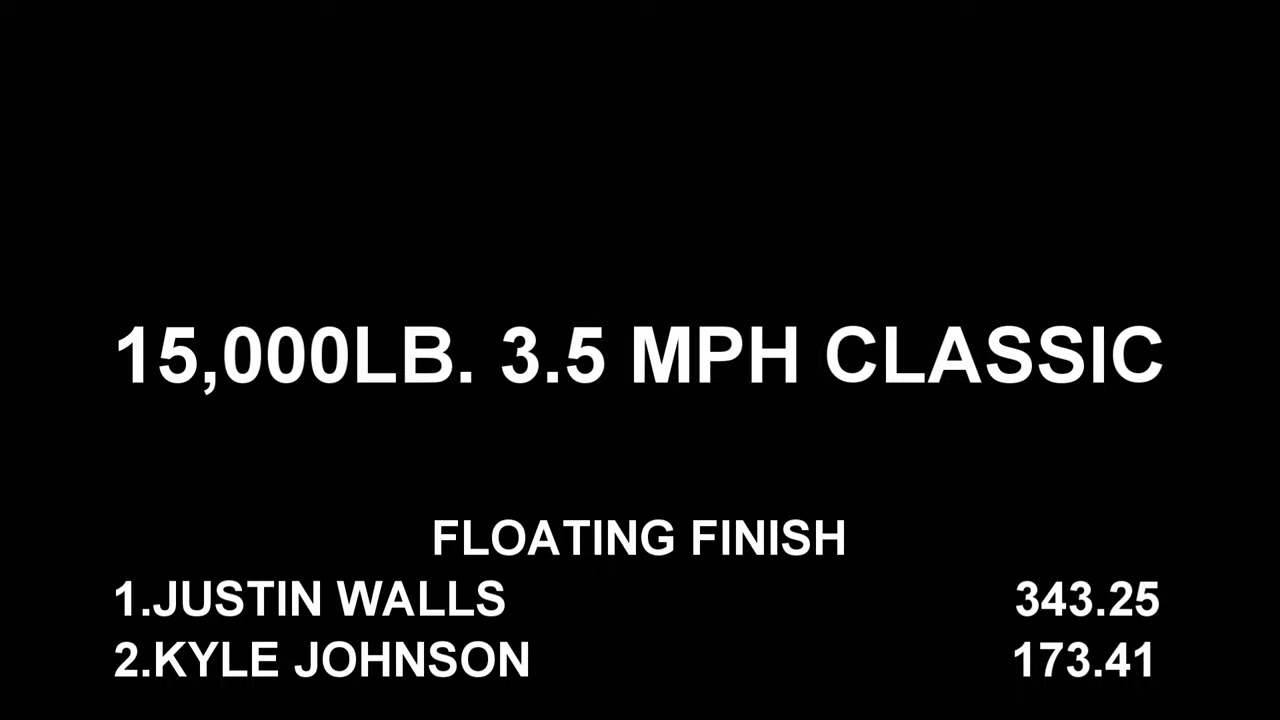 15,000LB. 3.5 MPH CLASSIC
FLOATING FINISH
1.JUSTIN WALLS 343.25
2.KYLE JOHNSON 173.41